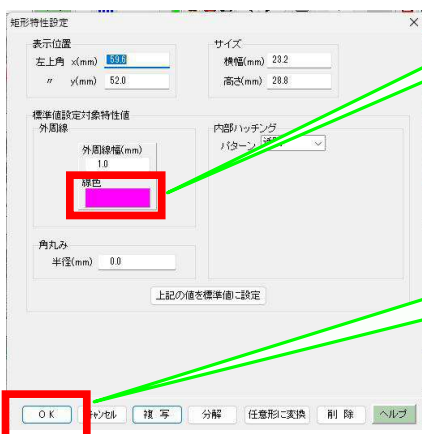 矩形特性設定
表示位置
左上角 x(mm) 59.6
〃 y(mm) 52.0
サイズ
横幅(mm) 23.2
高さ(mm) 28.8
標準値設定対象特性値
外周線
外周線幅(mm)
1.0
線色
内部ハッチング
パターン
角丸み
半径(mm) 0.0
上記の値を標準値に設定
OK キャンセル 複写 分解 任意形に変換 削除 ヘルプ